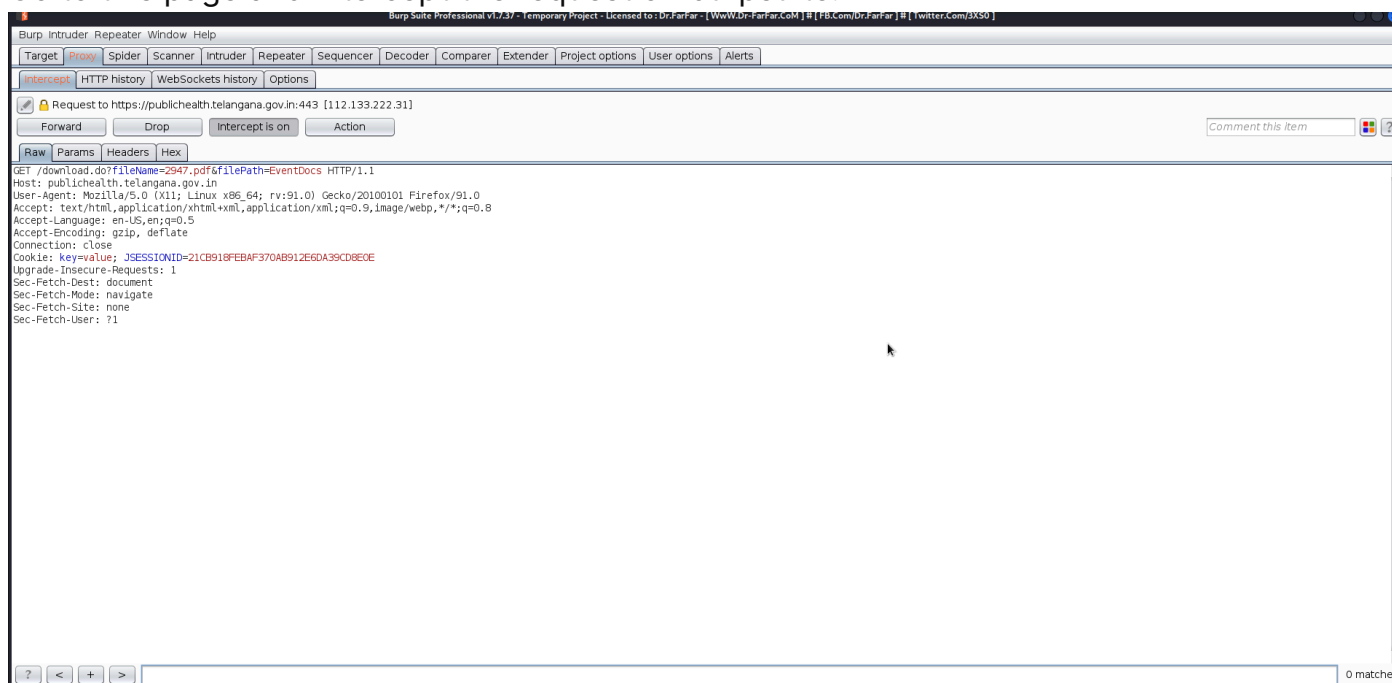 Burp Suite Professional v1.7.37 - Temporary Project - Licensed to : Dr.FarFar - [ WwW.Dr-FarFar.CoM ] # [ FB.Com/Dr.FarFar ] # [ Twitter.Com/3XS0 ]
Burp Intruder Repeater Window Help
Target Proxy Spider Scanner Intruder Repeater Sequencer Decoder Comparer Extender Project options User options Alerts
Intercept HTTP history WebSockets history Options
Request to https://publichealth.telangana.gov.in:443 [112.133.222.31]
Forward Drop Intercept is on Action Comment this item ?
Raw Params Headers Hex
GET /download.do?fileName=2947.pdf&filePath=EventDocs HTTP/1.1
Host: publichealth.telangana.gov.in
User-Agent: Mozilla/5.0 (X11; Linux x86_64; rv:91.0) Gecko/20100101 Firefox/91.0
Accept: text/html,application/xhtml+xml,application/xml;q=0.9,image/webp,*/*;q=0.8
Accept-Language: en-US,en;q=0.5
Accept-Encoding: gzip, deflate
Connection: close
Cookie: key=value; JSESSIONID=21CB918FEBAF370AB912E6DA39CD8E0E
Upgrade-Insecure-Requests: 1
Sec-Fetch-Dest: document
Sec-Fetch-Mode: navigate
Sec-Fetch-Site: none
Sec-Fetch-User: ?1
? < + > 0 matche